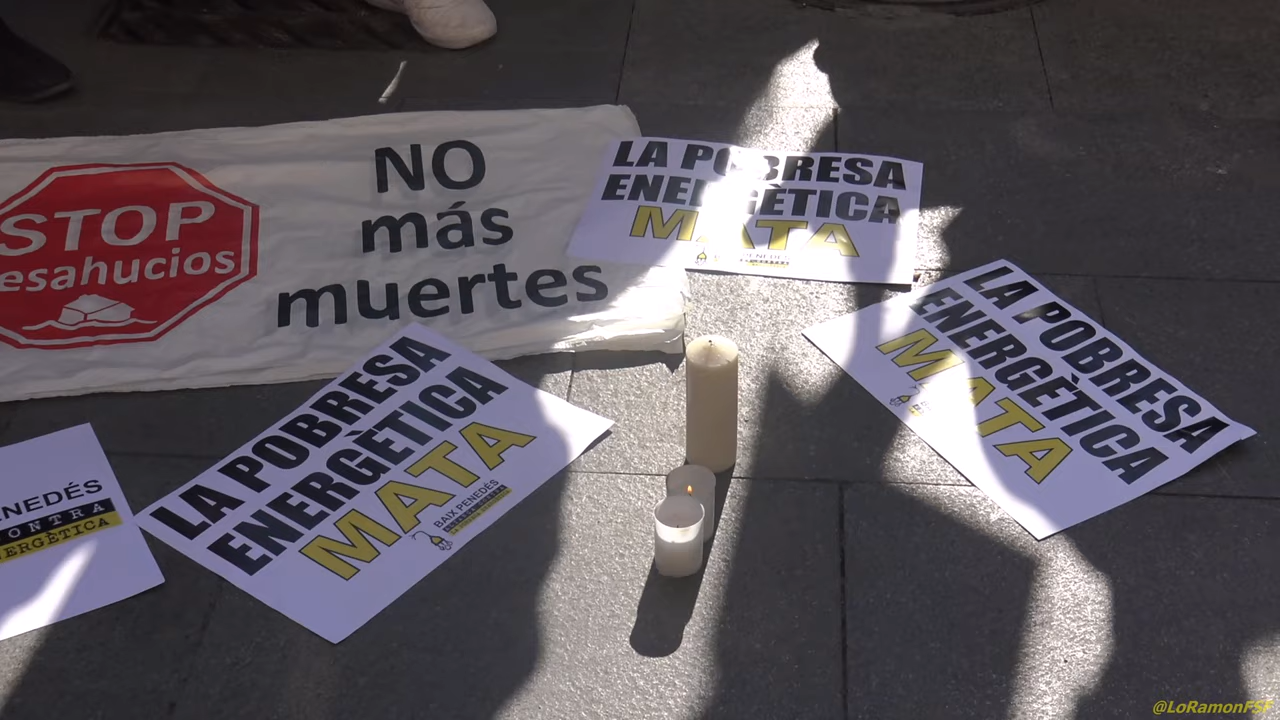 STOP
esahucios
NO
más
muertes
LA POBRESA
ENERGÈTICA
MATA
LA POBRESA
ENERGÈTICA
MATA
LA POBRESA
ENERGÈTICA
MATA
BAIX PENEDÈS
ENEDÉS
ONTRA
ERGÈTICA
@LoRamonFSF